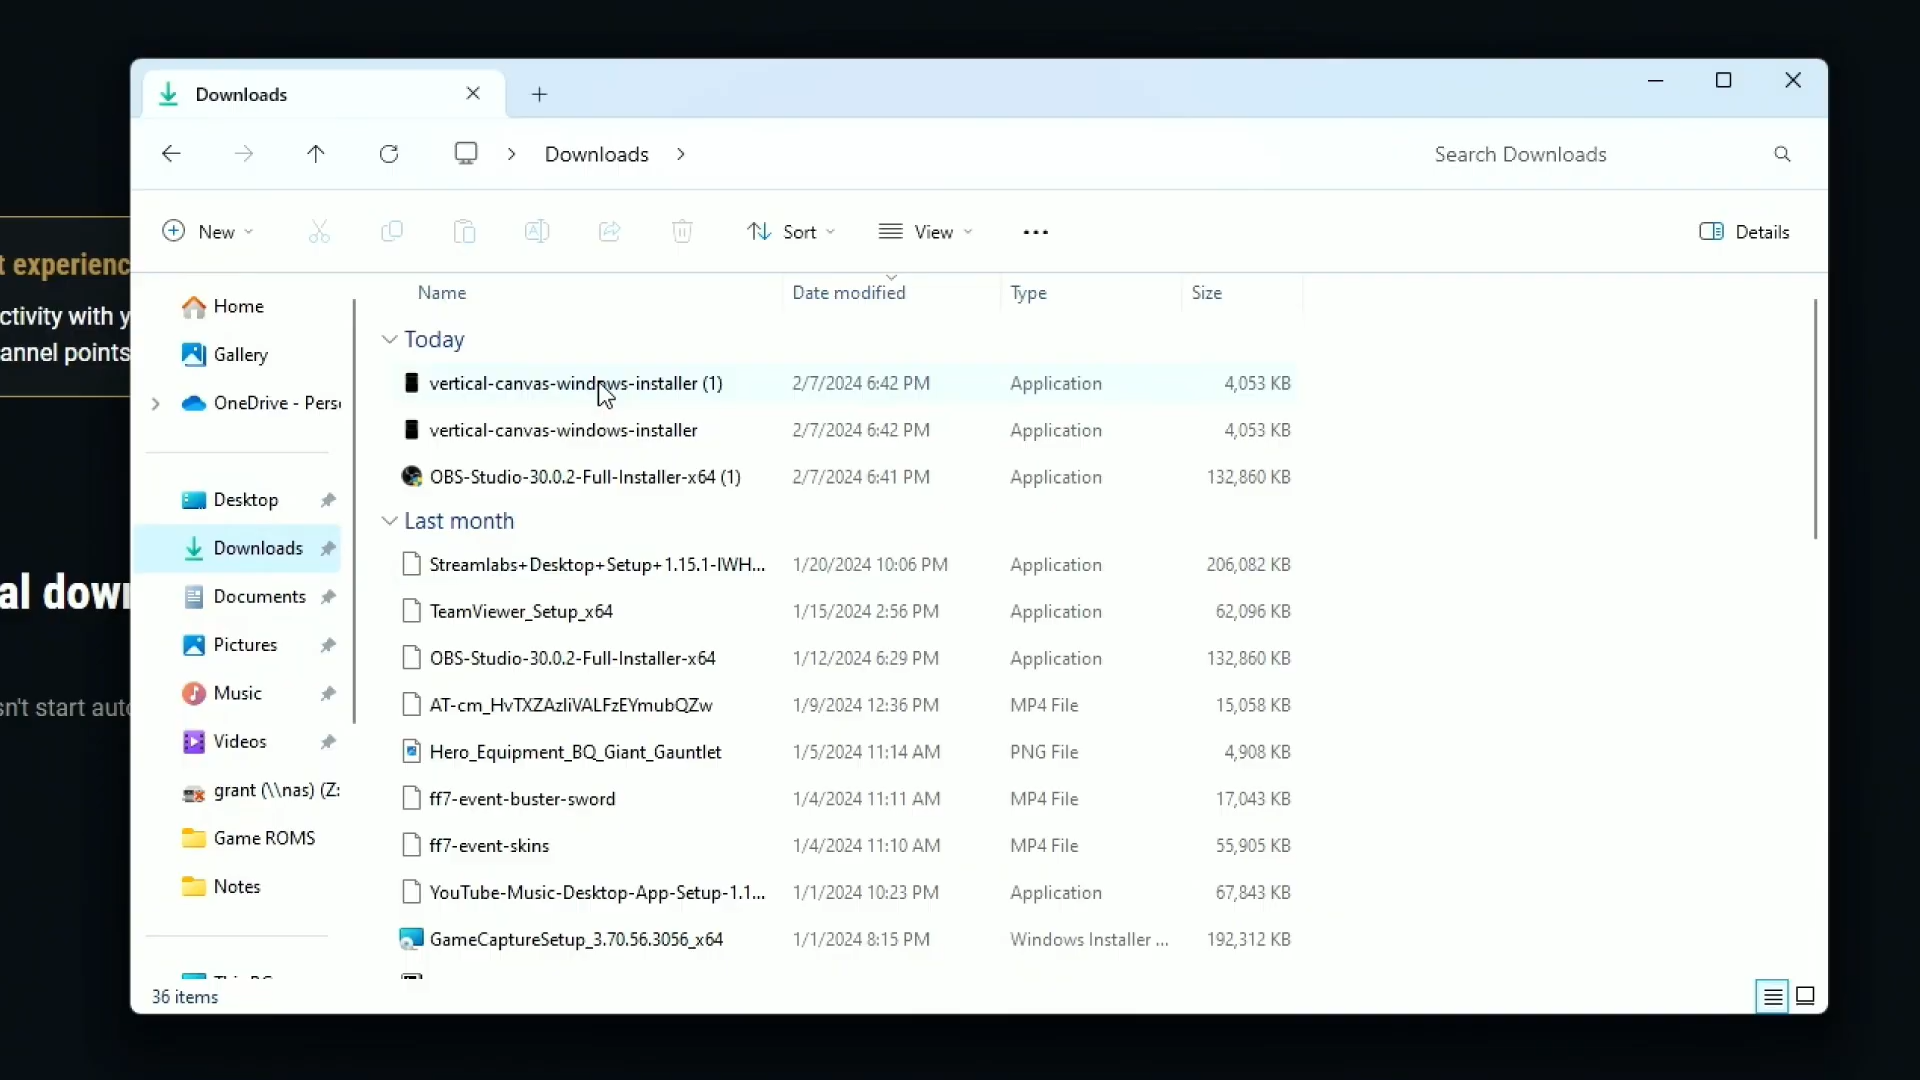 Downloads
Downloads
Search Downloads
New
Sort
View
Details
t experienc
ctivity with y
annel points
al dow
sn't start aut
Home
Gallery
OneDrive - Pers
Desktop
Downloads
Documents
Pictures
Music
Videos
grant (\\nas) (Z:
Game ROMS
Notes
Name Date modified Type Size
Today
vertical-canvas-windows-installer (1) 2/7/2024 6:42 PM Application 4,053 KB
vertical-canvas-windows-installer 2/7/2024 6:42 PM Application 4,053 KB
OBS-Studio-30.0.2-Full-Installer-x64 (1) 2/7/2024 6:41 PM Application 132,860 KB
Last month
Streamlabs+Desktop+Setup+1.15.1-IWH... 1/20/2024 10:06 PM Application 206,082 KB
TeamViewer_Setup_x64 1/15/2024 2:56 PM Application 62,096 KB
OBS-Studio-30.0.2-Full-Installer-x64 1/12/2024 6:29 PM Application 132,860 KB
AT-cm_HvTXZAzliVALFzEYmubQZw 1/9/2024 12:36 PM MP4 File 15,058 KB
Hero_Equipment_BQ_Giant_Gauntlet 1/5/2024 11:14 AM PNG File 4,908 KB
ff7-event-buster-sword 1/4/2024 11:11 AM MP4 File 17,043 KB
ff7-event-skins 1/4/2024 11:10 AM MP4 File 55,905 KB
YouTube-Music-Desktop-App-Setup-1.1... 1/1/2024 10:23 PM Application 67,843 KB
GameCaptureSetup_3.70.56.3056_x64 1/1/2024 8:15 PM Windows Installer ... 192,312 KB
36 items